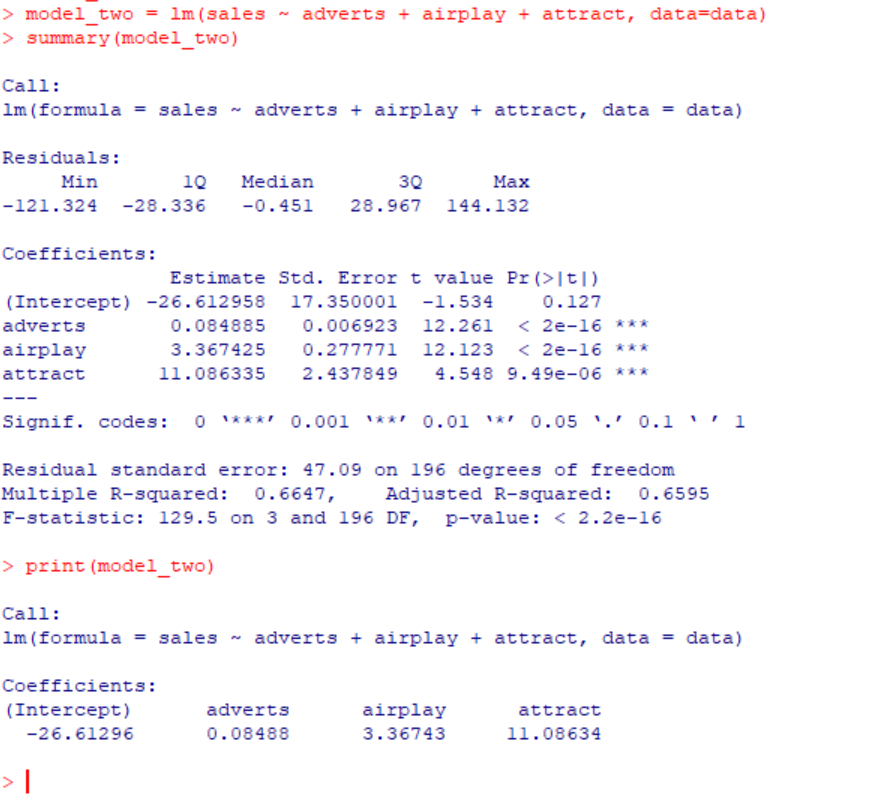 > model_two = lm(sales ~ adverts + airplay + attract, data=data)
> summary(model_two)
Call:
lm(formula = sales ~ adverts + airplay + attract, data = data)
Residuals:
     Min       1Q   Median       3Q      Max
-121.324  -28.336   -0.451   28.967  144.132
Coefficients:
              Estimate Std. Error t value Pr(>|t|)
(Intercept) -26.612958  17.350001  -1.534    0.127
adverts       0.084885   0.006923  12.261  < 2e-16 ***
airplay       3.367425   0.277771  12.123  < 2e-16 ***
attract      11.086335   2.437849   4.548 9.49e-06 ***
---
Signif. codes:  0 ‘***’ 0.001 ‘**’ 0.01 ‘*’ 0.05 ‘.’ 0.1 ‘ ’ 1
Residual standard error: 47.09 on 196 degrees of freedom
Multiple R-squared:  0.6647,    Adjusted R-squared:  0.6595
F-statistic: 129.5 on 3 and 196 DF,  p-value: < 2.2e-16
> print(model_two)
Call:
lm(formula = sales ~ adverts + airplay + attract, data = data)
Coefficients:
(Intercept)      adverts      airplay      attract
  -26.61296      0.08488      3.36743     11.08634
>